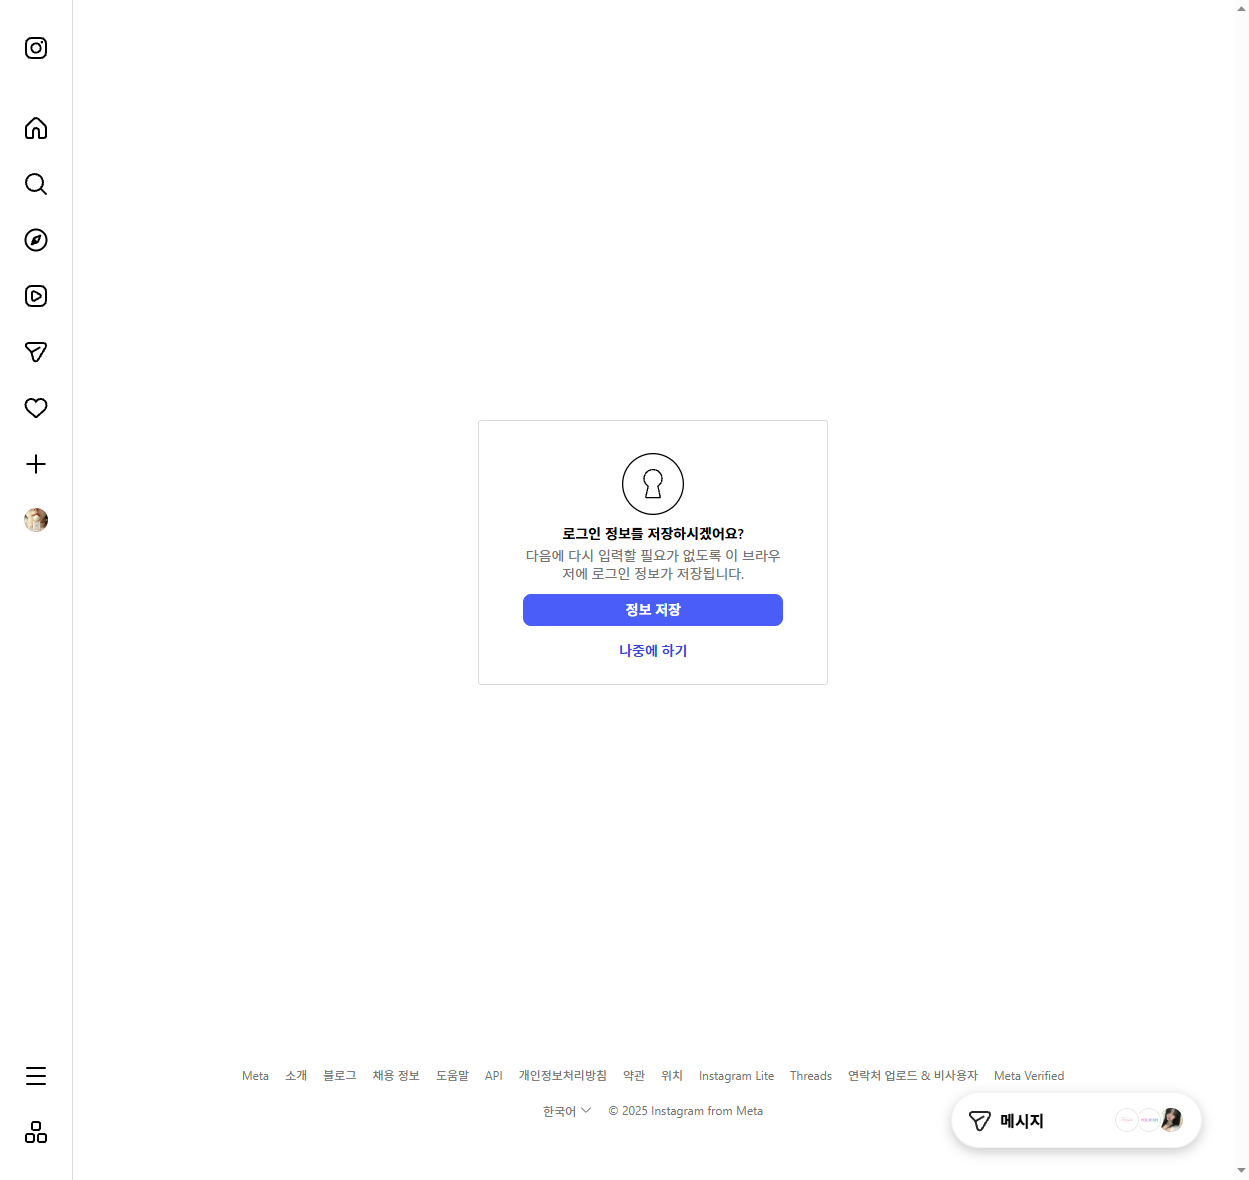 로그인 정보를 저장하시겠어요?
다음에 다시 입력할 필요가 없도록 이 브라우
저에 로그인 정보가 저장됩니다.
정보 저장
나중에 하기
Meta 소개 블로그 채용 정보 도움말 API 개인정보처리방침 약관 위치 Instagram Lite Threads 연락처 업로드 & 비사용자 Meta Verified
한국어 © 2025 Instagram from Meta
메시지